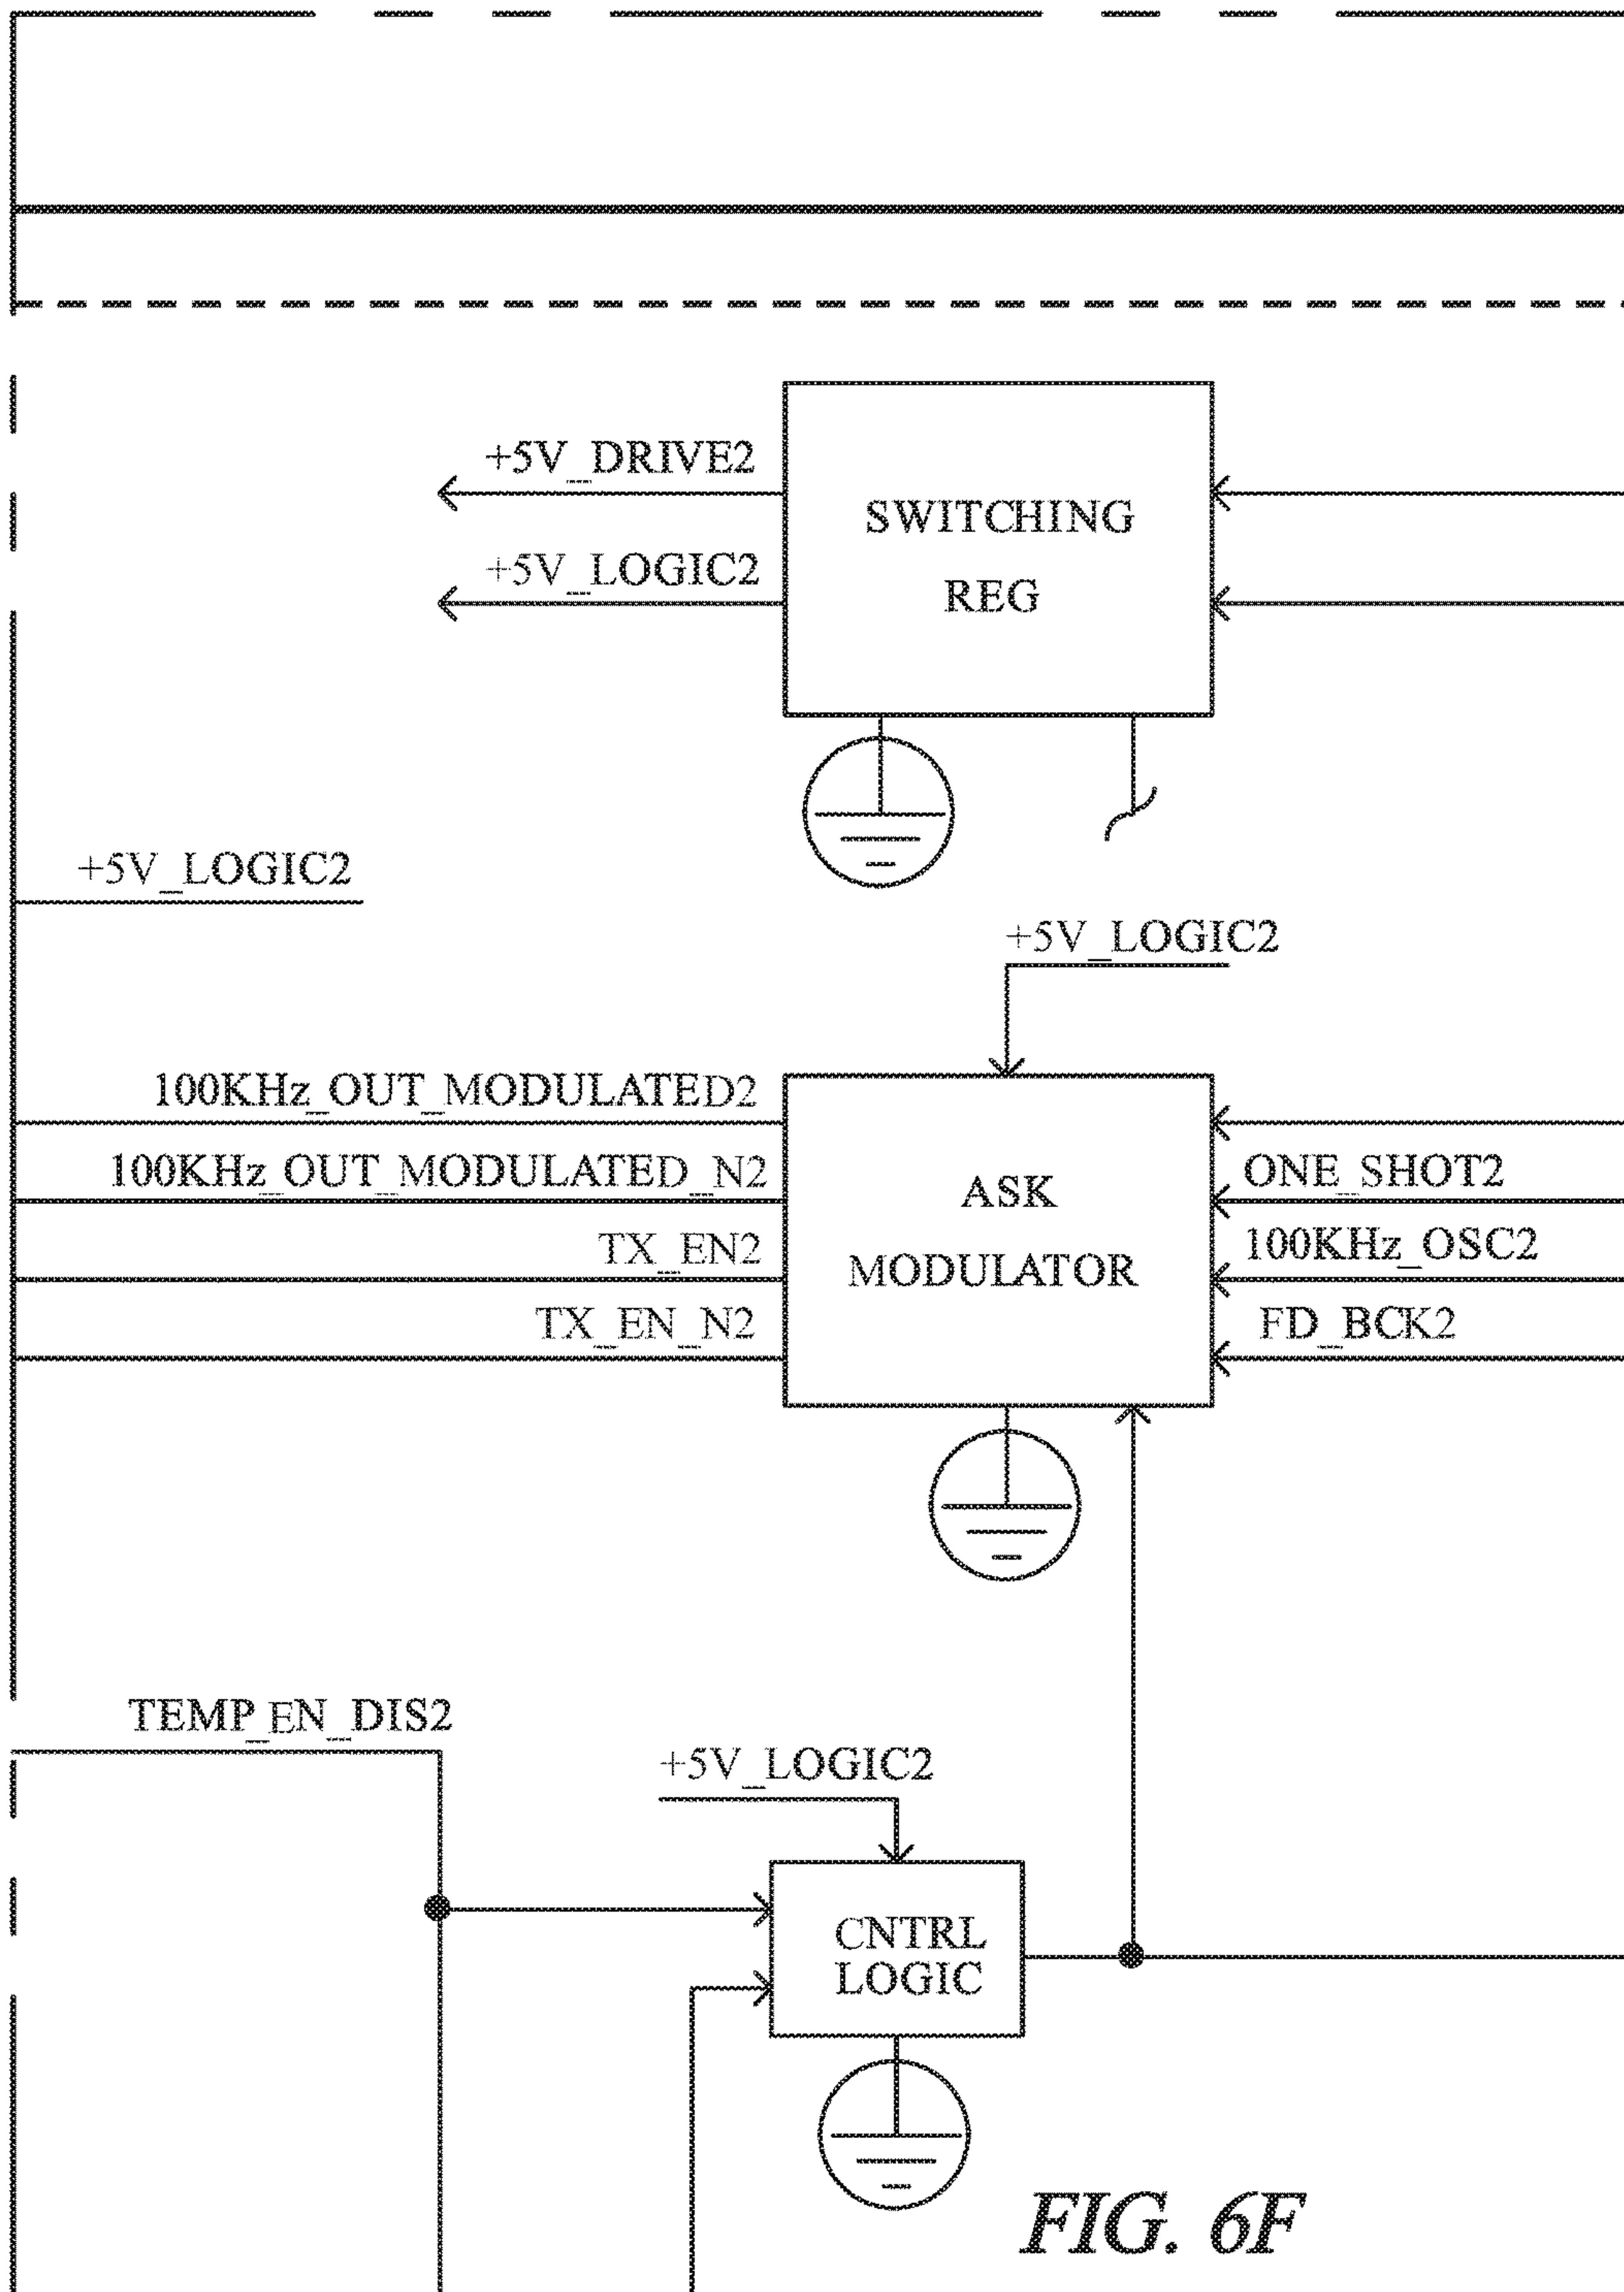 +5V_DRIVE2
SWITCHING
+5V_LOGIC2
REG
+5V_LOGIC2
+5V_LOGIC2
100KHz_OUT_MODULATED2
100KHz_OUT_MODULATED_N2
ASK
ONE_SHOT2
TX_EN2
MODULATOR
100KHz_OSC2
TX_EN_N2
FD_BCK2
TEMP_EN_DIS2
+5V_LOGIC2
CNTRL
LOGIC
FIG. 6F